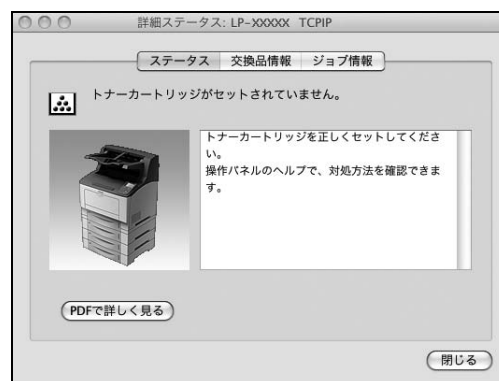 詳細ステータス: LP-XXXXX TCPIP
ステータス 交換品情報 ジョブ情報
トナーカートリッジがセットされていません。
トナーカートリッジを正しくセットしてくださ
い。
操作パネルのヘルプで、対処方法を確認できま
す。
PDFで詳しく見る
閉じる